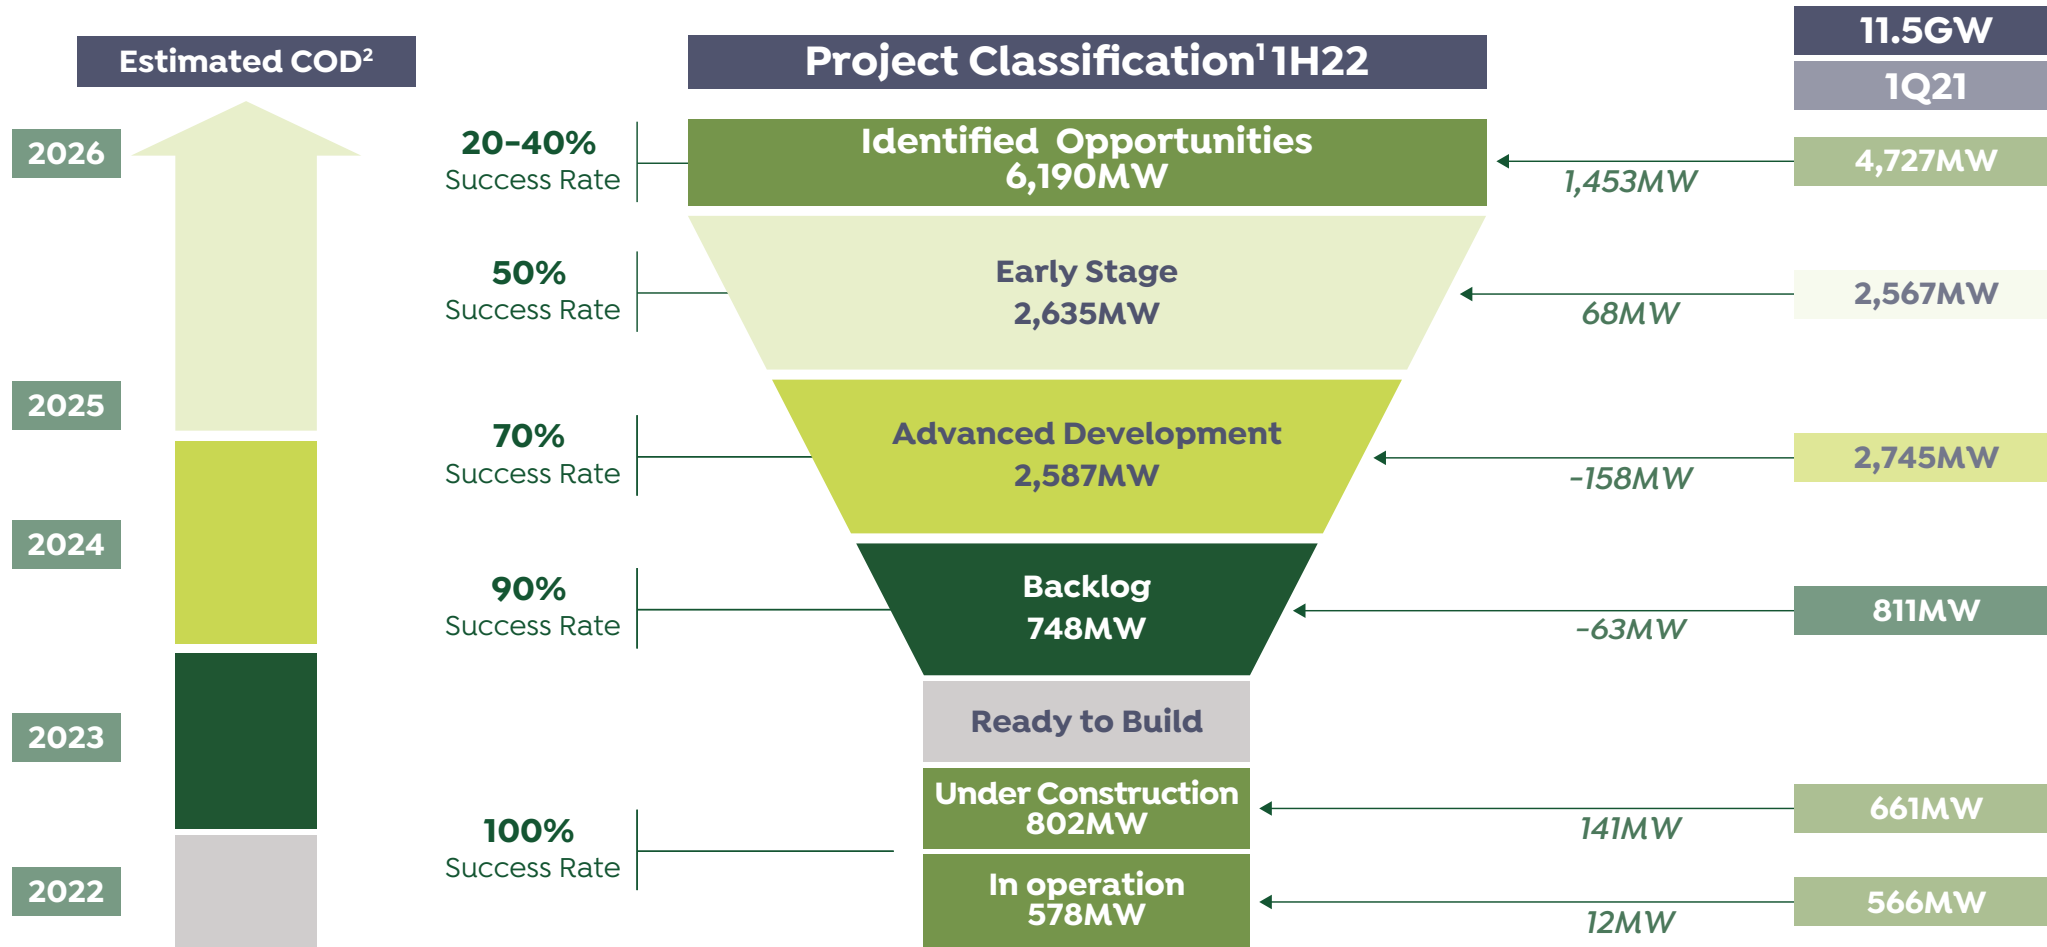 Estimated COD²
2026
2025
2024
2023
2022
Project Classification¹ 1H22
11.5GW
1Q21
20-40%
Success Rate
Identified Opportunities
6,190MW
1,453MW
4,727MW
50%
Success Rate
Early Stage
2,635MW
68MW
2,567MW
70%
Success Rate
Advanced Development
2,587MW
-158MW
2,745MW
90%
Success Rate
Backlog
748MW
-63MW
811MW
Ready to Build
100%
Success Rate
Under Construction
802MW
141MW
661MW
In operation
578MW
12MW
566MW